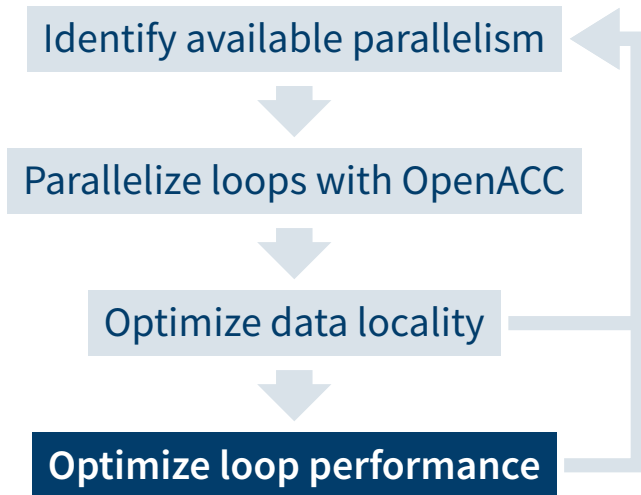 Identify available parallelism
Parallelize loops with OpenACC
Optimize data locality
Optimize loop performance